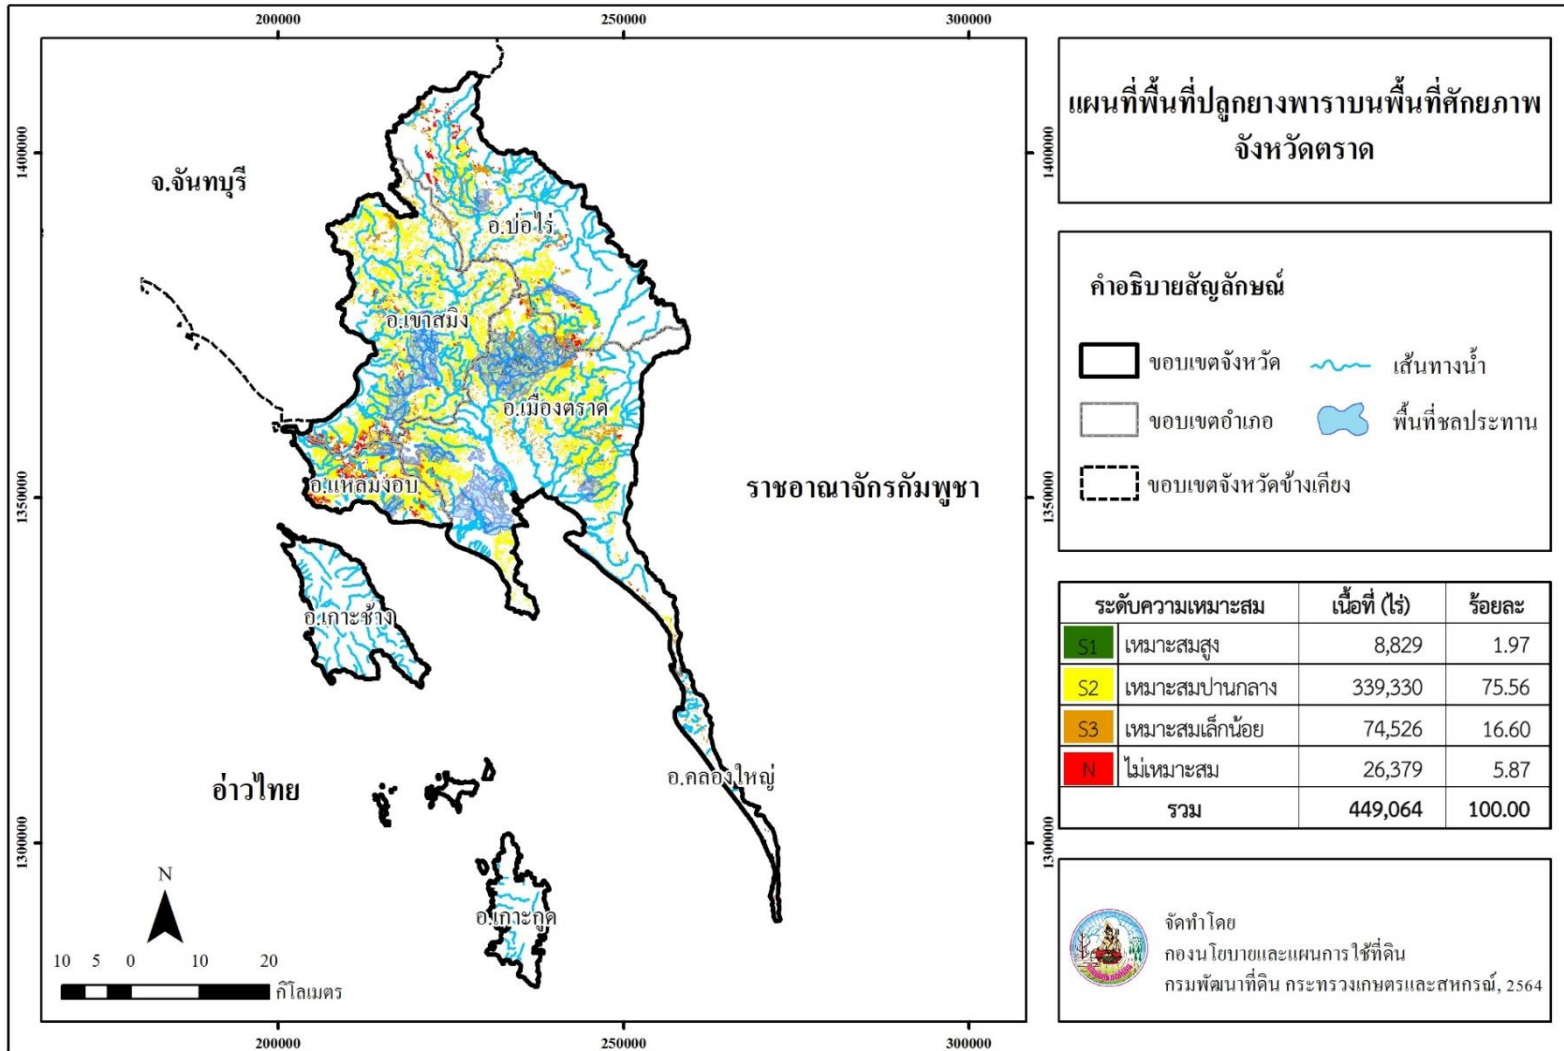 200000 250000 300000
แผนที่พื้นที่ปลูกยางพาราบนพื้นที่ศักยภาพ
จังหวัดตราด
1400000 1400000
จ.จันทบุรี
อ.บ่อไร่
อ.เขาสมิง
อ.เมืองตราด
อ.แหลมงอบ
ราชอาณาจักรกัมพูชา
1350000 1350000
อ.เกาะช้าง
อ่าวไทย
อ.คลองใหญ่
1300000 1300000
อ.เกาะกูด
N
10 5 0 10 20
กิโลเมตร
200000 250000 300000
คำอธิบายสัญลักษณ์
ขอบเขตจังหวัด เส้นทางน้ำ
ขอบเขตอำเภอ พื้นที่ชลประทาน
ขอบเขตจังหวัดข้างเคียง
ระดับความเหมาะสม เนื้อที่ (ไร่) ร้อยละ
S1 เหมาะสมสูง 8,829 1.97
S2 เหมาะสมปานกลาง 339,330 75.56
S3 เหมาะสมเล็กน้อย 74,526 16.60
N ไม่เหมาะสม 26,379 5.87
รวม 449,064 100.00
จัดทำโดย
กองนโยบายและแผนการใช้ที่ดิน
กรมพัฒนาที่ดิน กระทรวงเกษตรและสหกรณ์, 2564